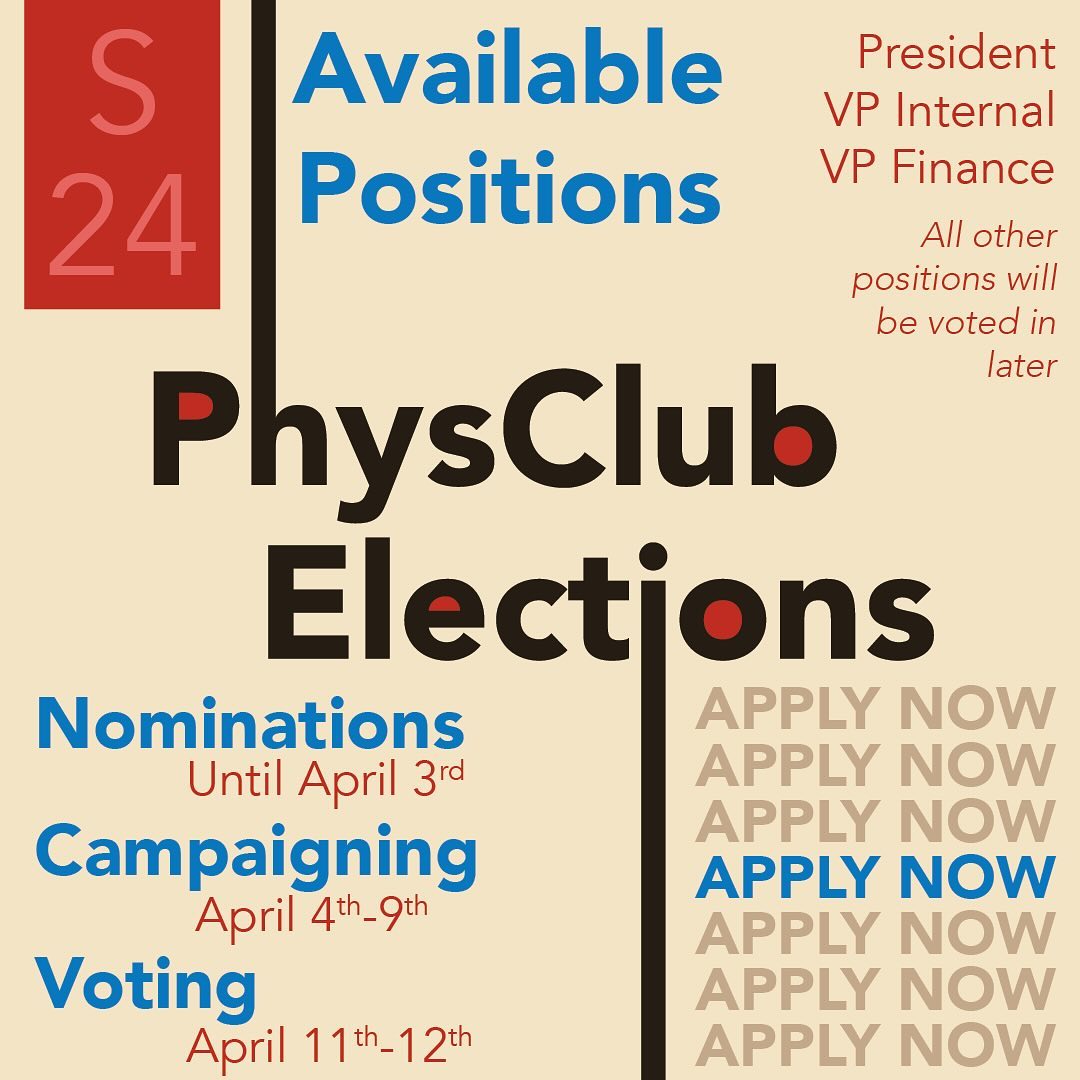 S
24
Available
Positions
President
VP Internal
VP Finance
All other
positions will
be voted in
later
PhysClub
Elections
Nominations
Until April 3rd
Campaigning
April 4th-9th
Voting
April 11th-12th
APPLY NOW
APPLY NOW
APPLY NOW
APPLY NOW
APPLY NOW
APPLY NOW
APPLY NOW